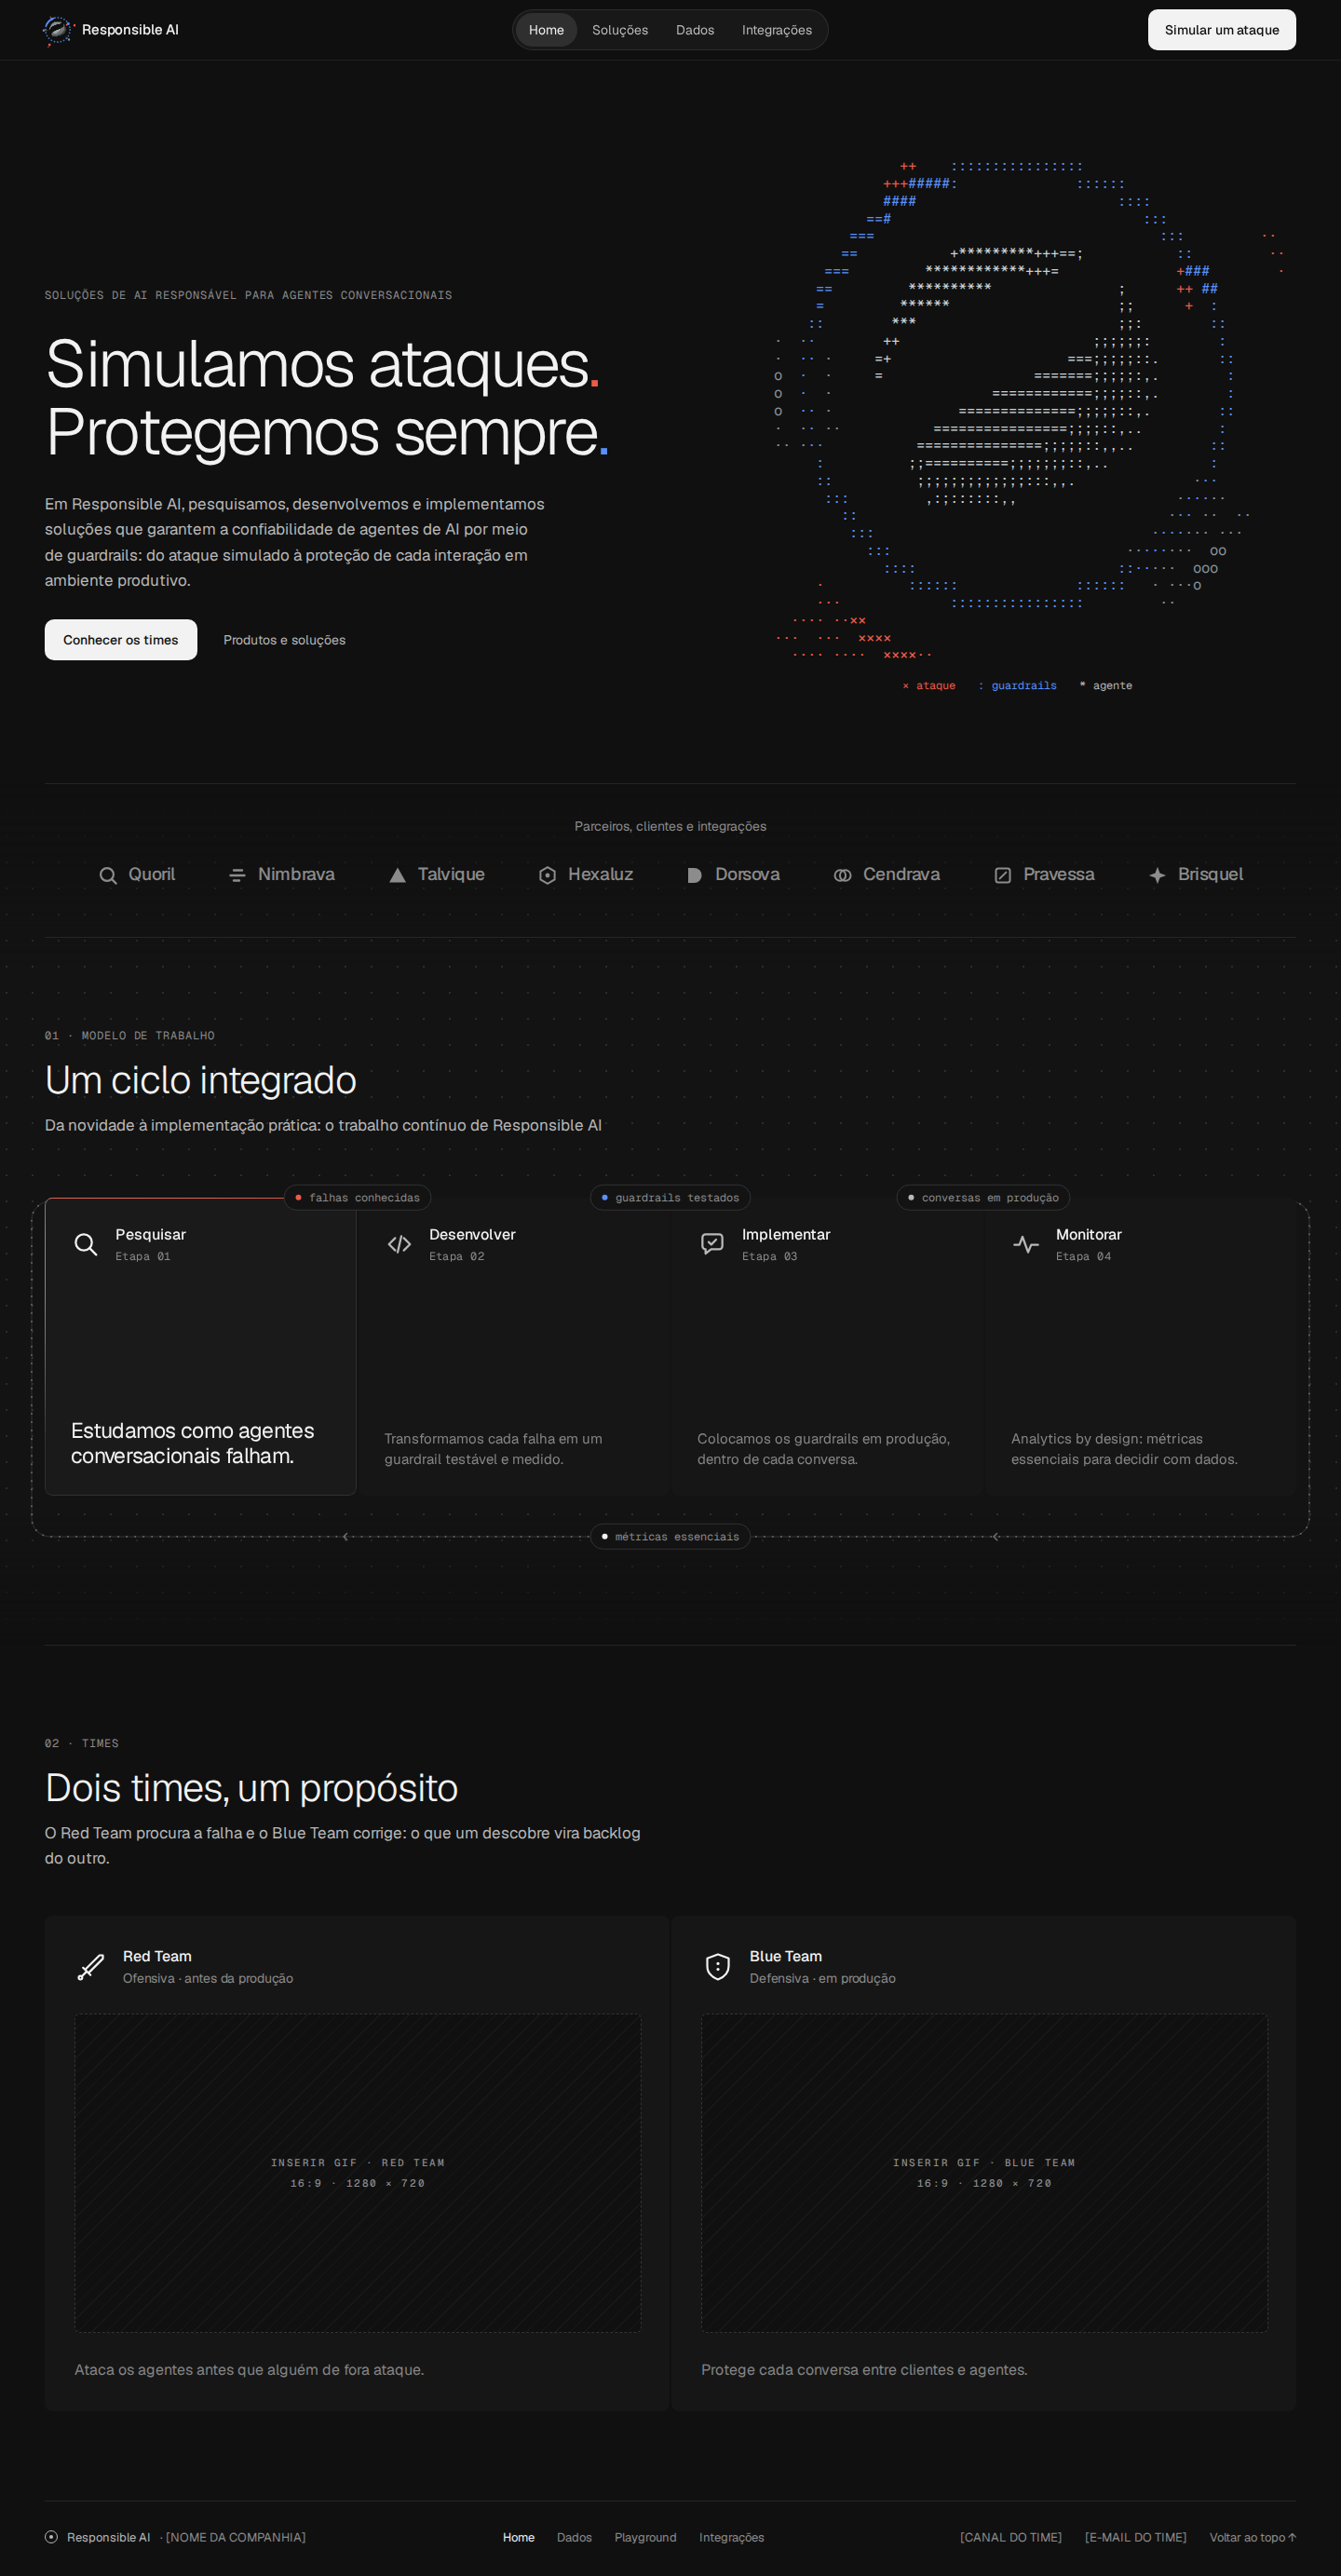 Responsible AI
Home Soluções Dados Integrações
Simular um ataque
SOLUÇÕES DE AI RESPONSÁVEL PARA AGENTES CONVERSACIONAIS
Simulamos ataques.
Protegemos sempre.
Em Responsible AI, pesquisamos, desenvolvemos e implementamos
soluções que garantem a confiabilidade de agentes de AI por meio
de guardrails: do ataque simulado à proteção de cada interação em
ambiente produtivo.
Conhecer os times
Produtos e soluções
× ataque : guardrails * agente
Parceiros, clientes e integrações
Quoril Nimbrava Talvique Hexaluz Dorsova Cendrava Pravessa Brisquel
01 · MODELO DE TRABALHO
Um ciclo integrado
Da novidade à implementação prática: o trabalho contínuo de Responsible AI
falhas conhecidas
guardrails testados
conversas em produção
Pesquisar
Etapa 01
Estudamos como agentes
conversacionais falham.
Desenvolver
Etapa 02
Transformamos cada falha em um
guardrail testável e medido.
Implementar
Etapa 03
Colocamos os guardrails em produção,
dentro de cada conversa.
Monitorar
Etapa 04
Analytics by design: métricas
essenciais para decidir com dados.
métricas essenciais
02 · TIMES
Dois times, um propósito
O Red Team procura a falha e o Blue Team corrige: o que um descobre vira backlog
do outro.
Red Team
Ofensiva · antes da produção
INSERIR GIF · RED TEAM
16:9 · 1280 × 720
Ataca os agentes antes que alguém de fora ataque.
Blue Team
Defensiva · em produção
INSERIR GIF · BLUE TEAM
16:9 · 1280 × 720
Protege cada conversa entre clientes e agentes.
Responsible AI · [NOME DA COMPANHIA]
Home Dados Playground Integrações
[CANAL DO TIME] [E-MAIL DO TIME] Voltar ao topo ↑